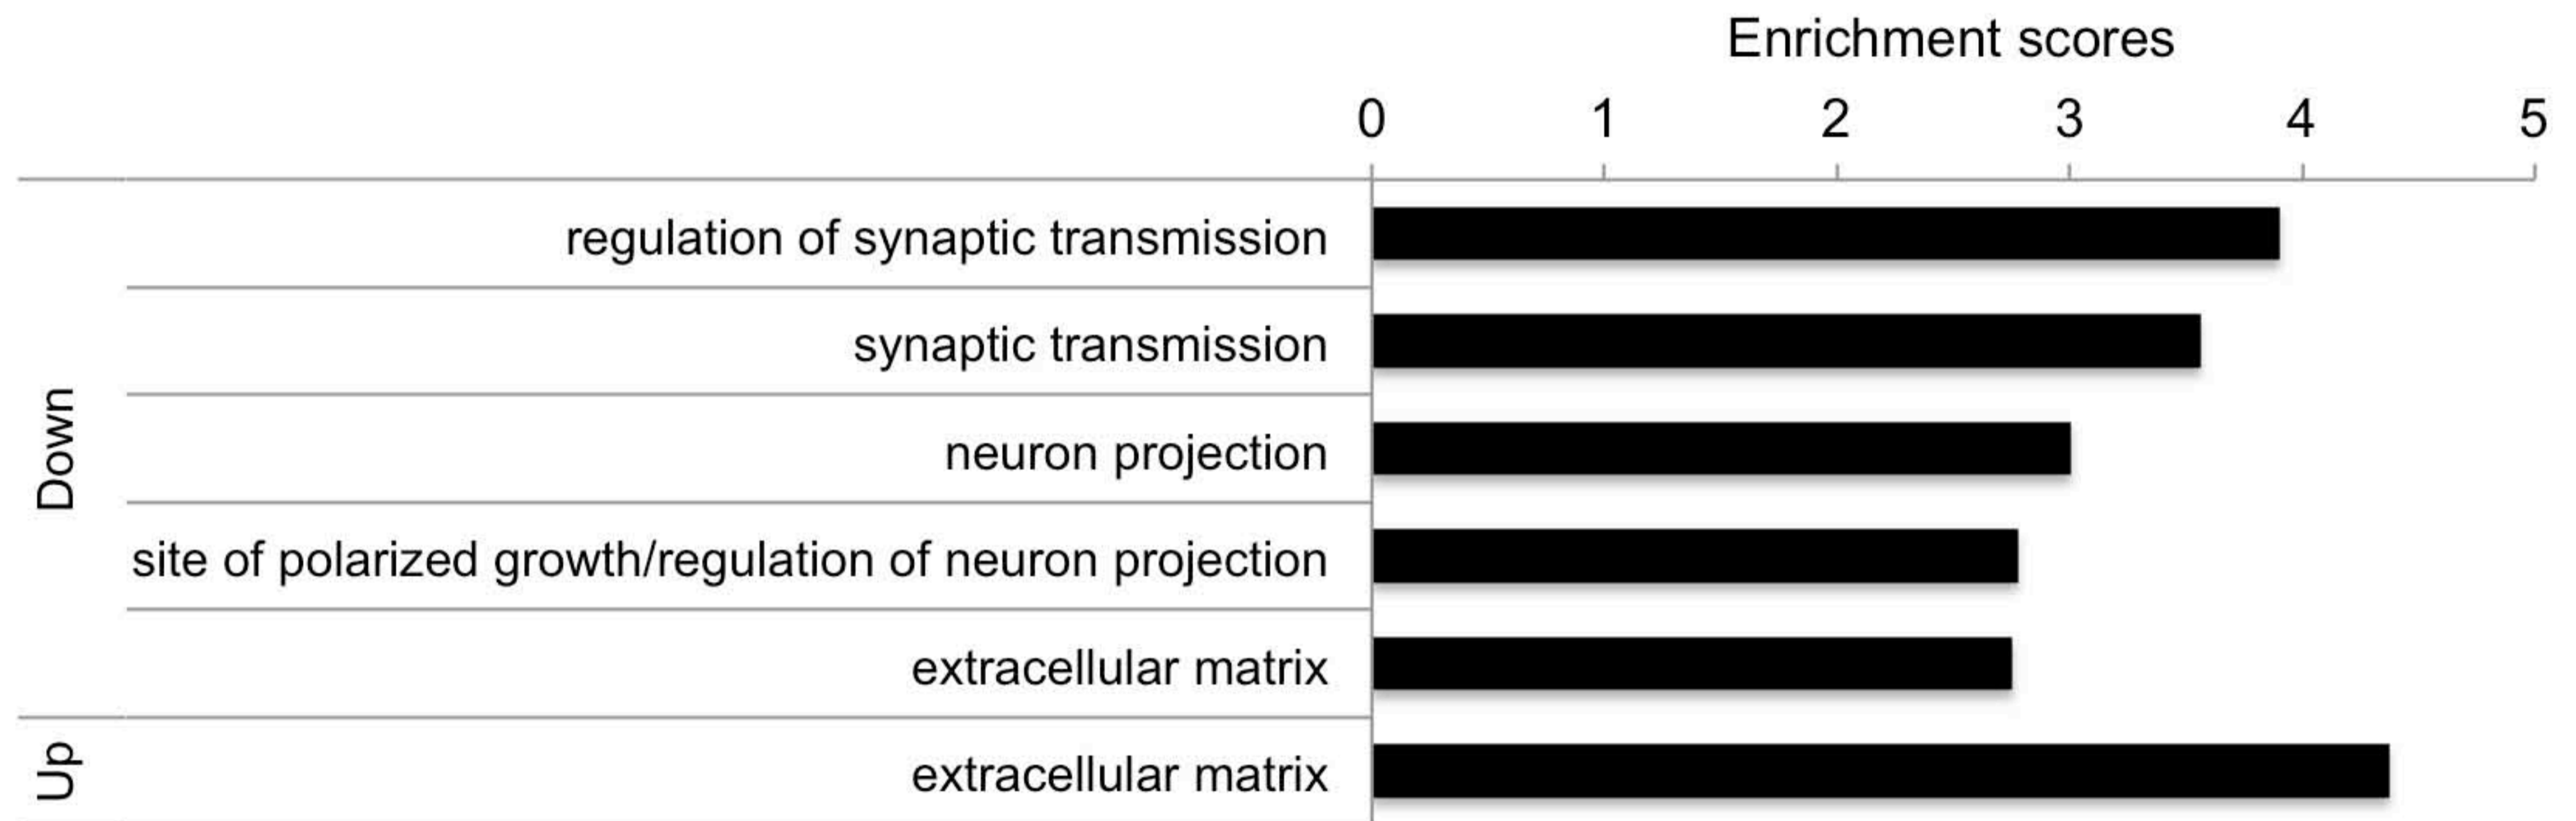 Enrichment scores
0 1 2 3 4 5
Down
regulation of synaptic transmission
synaptic transmission
neuron projection
site of polarized growth/regulation of neuron projection
extracellular matrix
Up
extracellular matrix